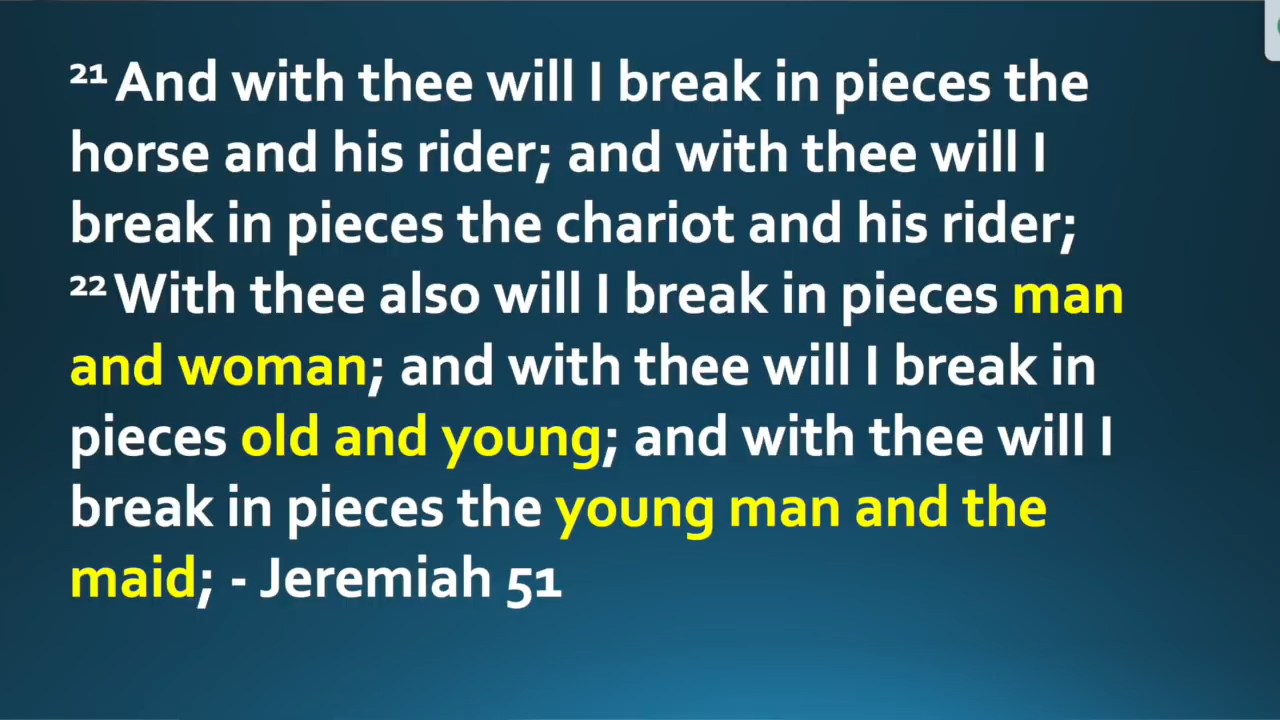 21 And with thee will I break in pieces the
horse and his rider; and with thee will I
break in pieces the chariot and his rider;
22 With thee also will I break in pieces man
and woman; and with thee will I break in
pieces old and young; and with thee will I
break in pieces the young man and the
maid; - Jeremiah 51